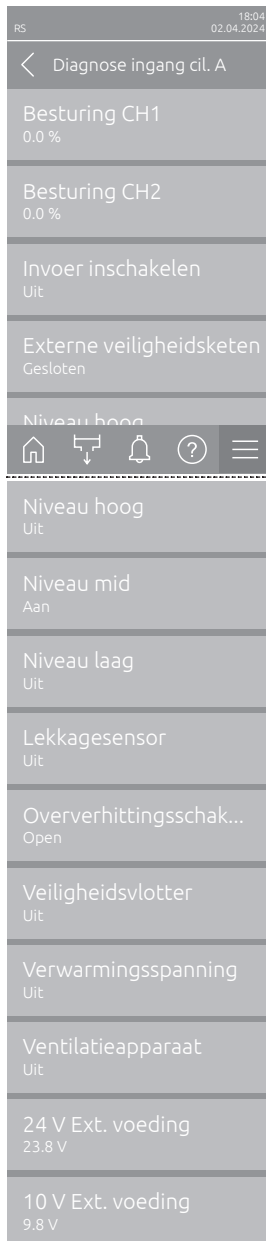 18:04
RS 02.04.2024
Diagnose ingang cil. A
Besturing CH1
0.0 %
Besturing CH2
0.0 %
Invoer inschakelen
Uit
Externe veiligheidsketen
Gesloten
Niveau hoog
Niveau hoog
Uit
Niveau mid
Aan
Niveau laag
Uit
Lekkagesensor
Uit
Oververhittingsschak...
Open
Veiligheidsvlotter
Uit
Verwarmingsspanning
Uit
Ventilatieapparaat
Uit
24 V Ext. voeding
23.8 V
10 V Ext. voeding
9.8 V